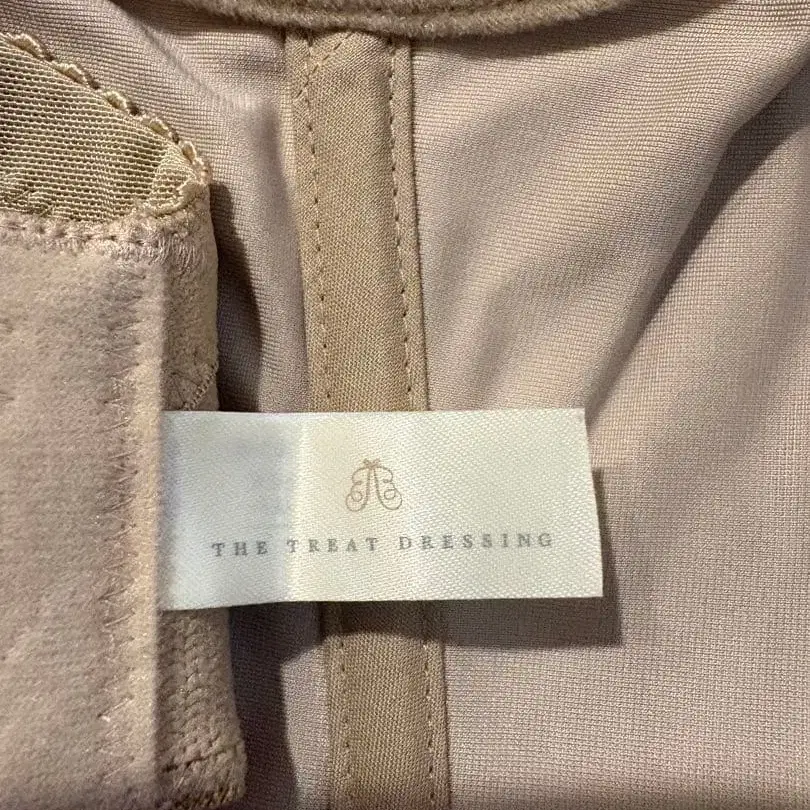 THE TREAT DRESSING